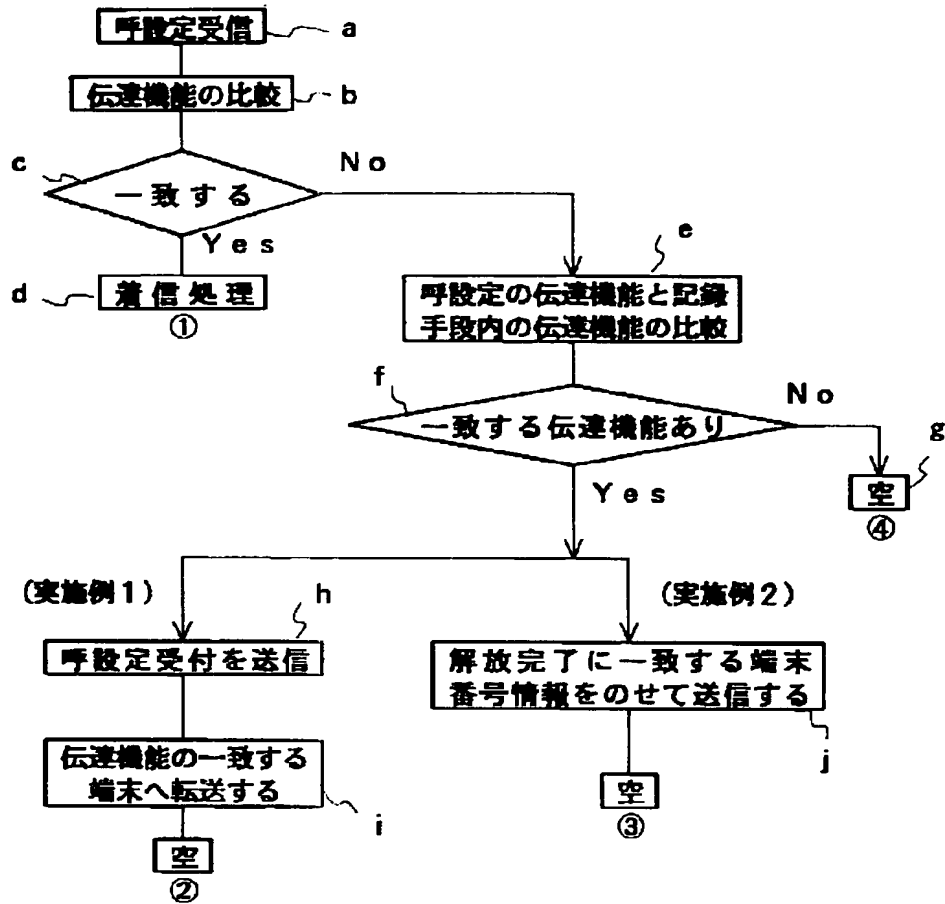 呼設定受信
a
伝達機能の比較
b
c
一致する
No
Yes
d
着信処理
①
e
呼設定の伝達機能と記録
手段内の伝達機能の比較
f
一致する伝達機能あり
No
g
空
④
Yes
(実施例1)
h
(実施例2)
呼設定受付を送信
解放完了に一致する端末
番号情報をのせて送信する
j
伝達機能の一致する
端末へ転送する
i
空
③
空
②